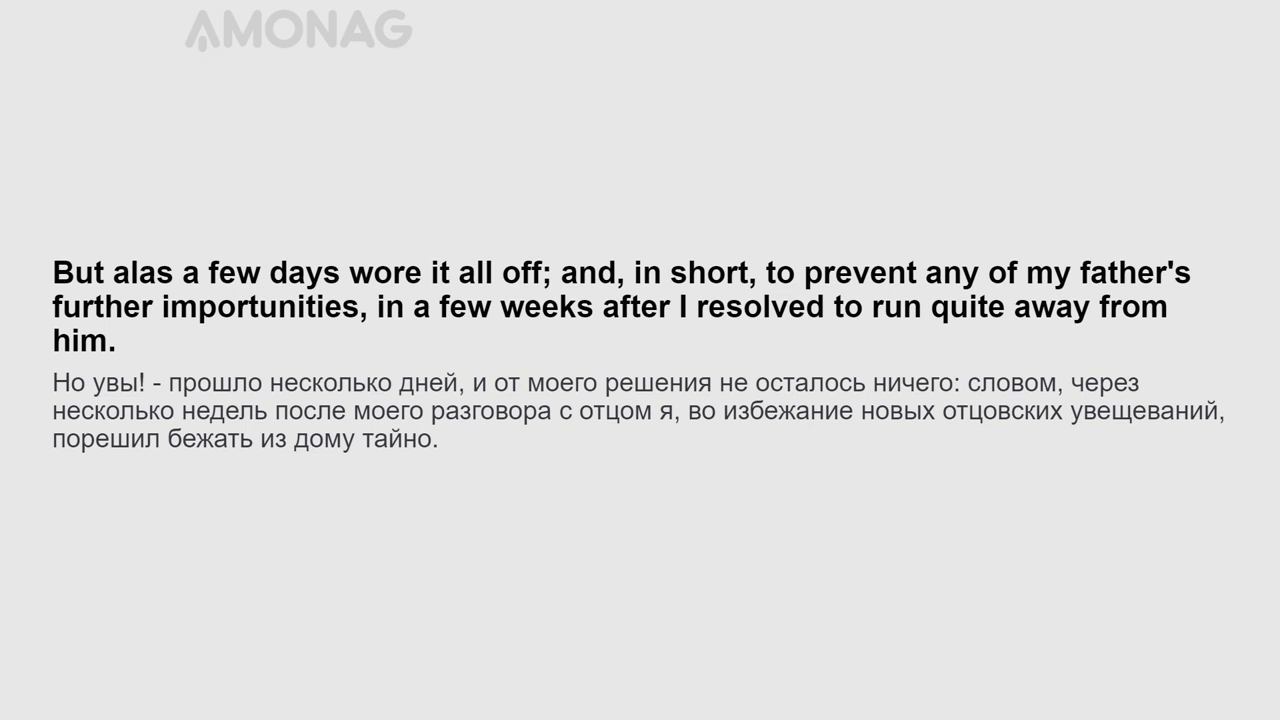 AMONAG
But alas a few days wore it all off; and, in short, to prevent any of my father's
further importunities, in a few weeks after I resolved to run quite away from
him.
Но увы! - прошло несколько дней, и от моего решения не осталось ничего: словом, через
несколько недель после моего разговора с отцом я, во избежание новых отцовских увещеваний,
порешил бежать из дому тайно.